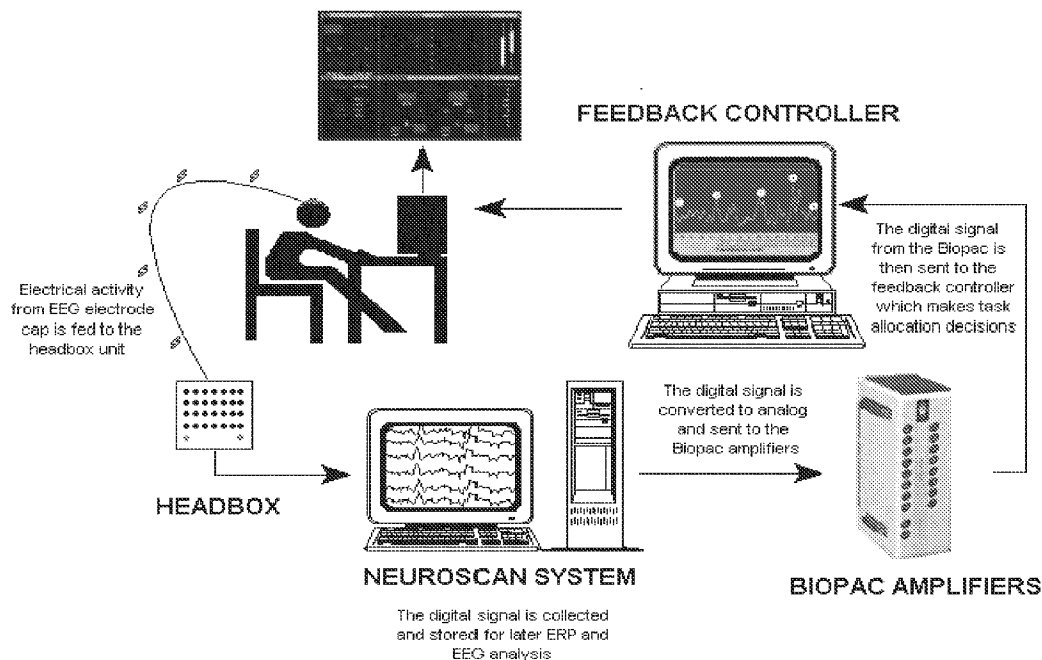 FEEDBACK CONTROLLER
The digital signal
from the Biopac is
then sent to the
feedback controller
which makes task
allocation decisions
Electrical activity
from EEG electrode
cap is fed to the
headbox unit
The digital signal is
converted to analog
and sent to the
Biopac amplifiers
HEADBOX
NEUROSCAN SYSTEM
BIOPAC AMPLIFIERS
The digital signal is collected
and stored for later ERP and
EEG analysis